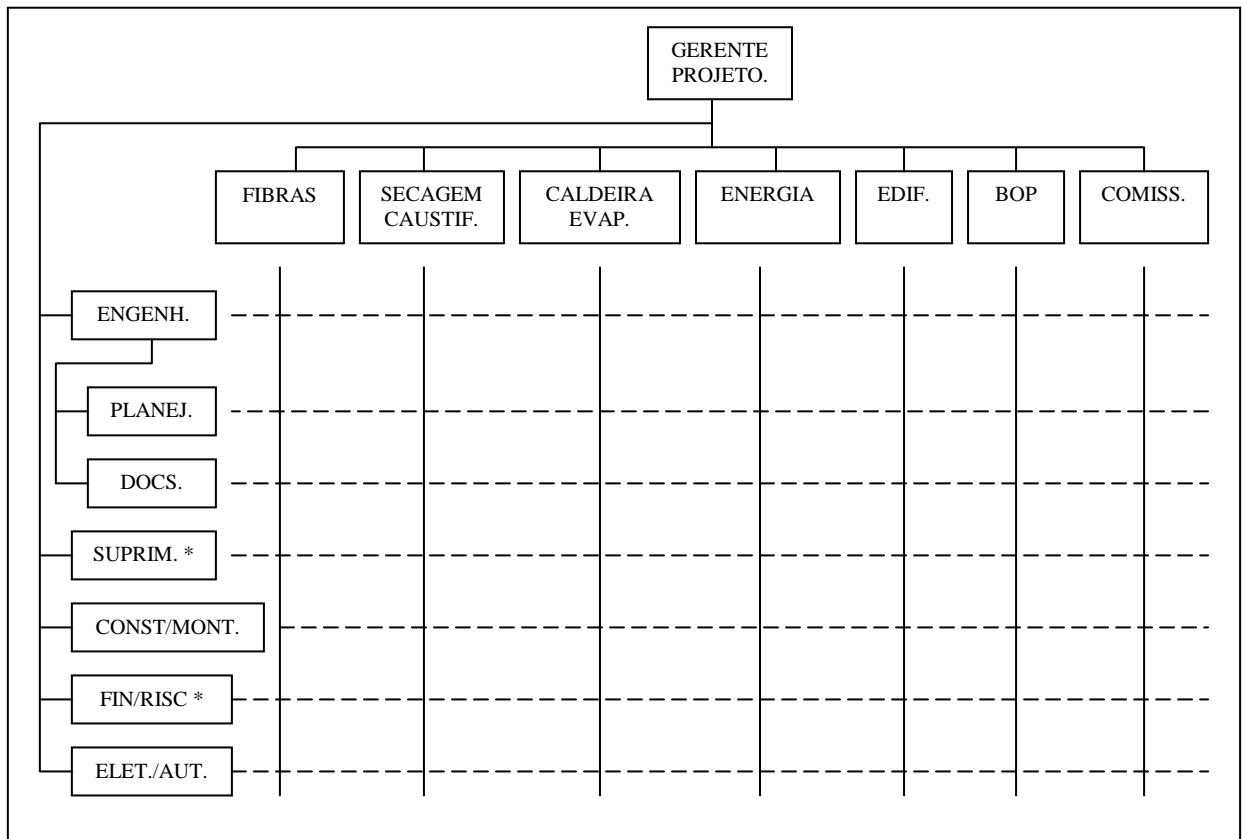 GERENTE
PROJETO.
FIBRAS
SECAGEM
CAUSTIF.
CALDEIRA
EVAP.
ENERGIA
EDIF.
BOP
COMISS.
ENGENH.
PLANEJ.
DOCS.
SUPRIM. *
CONST/MONT.
FIN/RISC *
ELET./AUT.